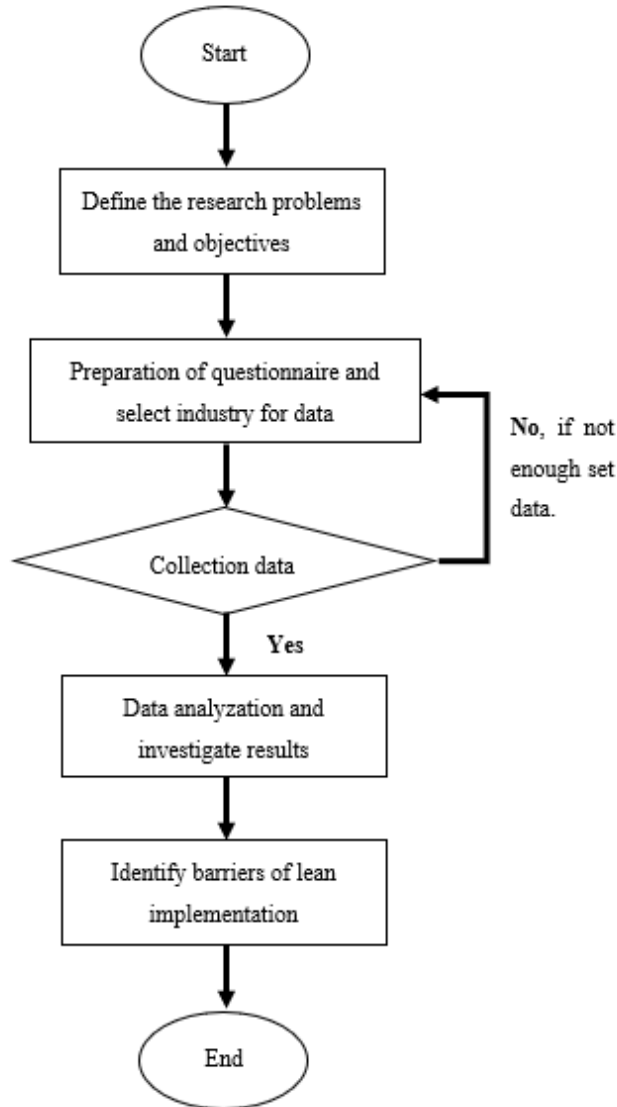 Start
Define the research problems
and objectives
Preparation of questionnaire and
select industry for data
No, if not
enough set
data.
Collection data
Yes
Data analyzation and
investigate results
Identify barriers of lean
implementation
End